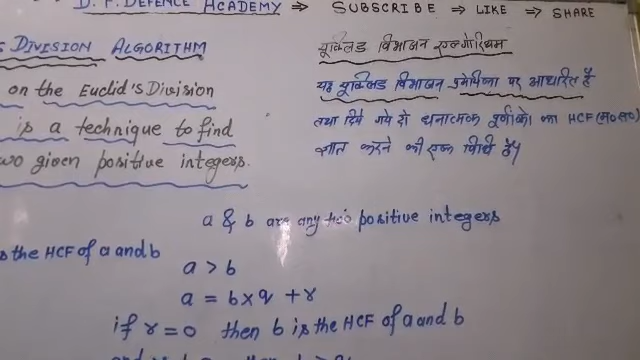 D. F. DEFENCE ACADEMY ⇒ SUBSCRIBE ⇒ LIKE ⇒ SHARE
S DIVISION ALGORITHM
on the Euclid's Division
is a technique to find
wo given positive integers.
यूक्लिड विभाजन एल्गोरिथम
यह यूक्लिड विभाजन प्रमेयिका पर आधारित है
तथा दिये गये दो धनात्मक पूर्णांको का HCF (म०स०)
ज्ञात करने की एक विधि है।
a & b are any two positive integers
s the HCF of a and b
a > b
a = b×q + r
if r = 0 then b is the HCF of a and b